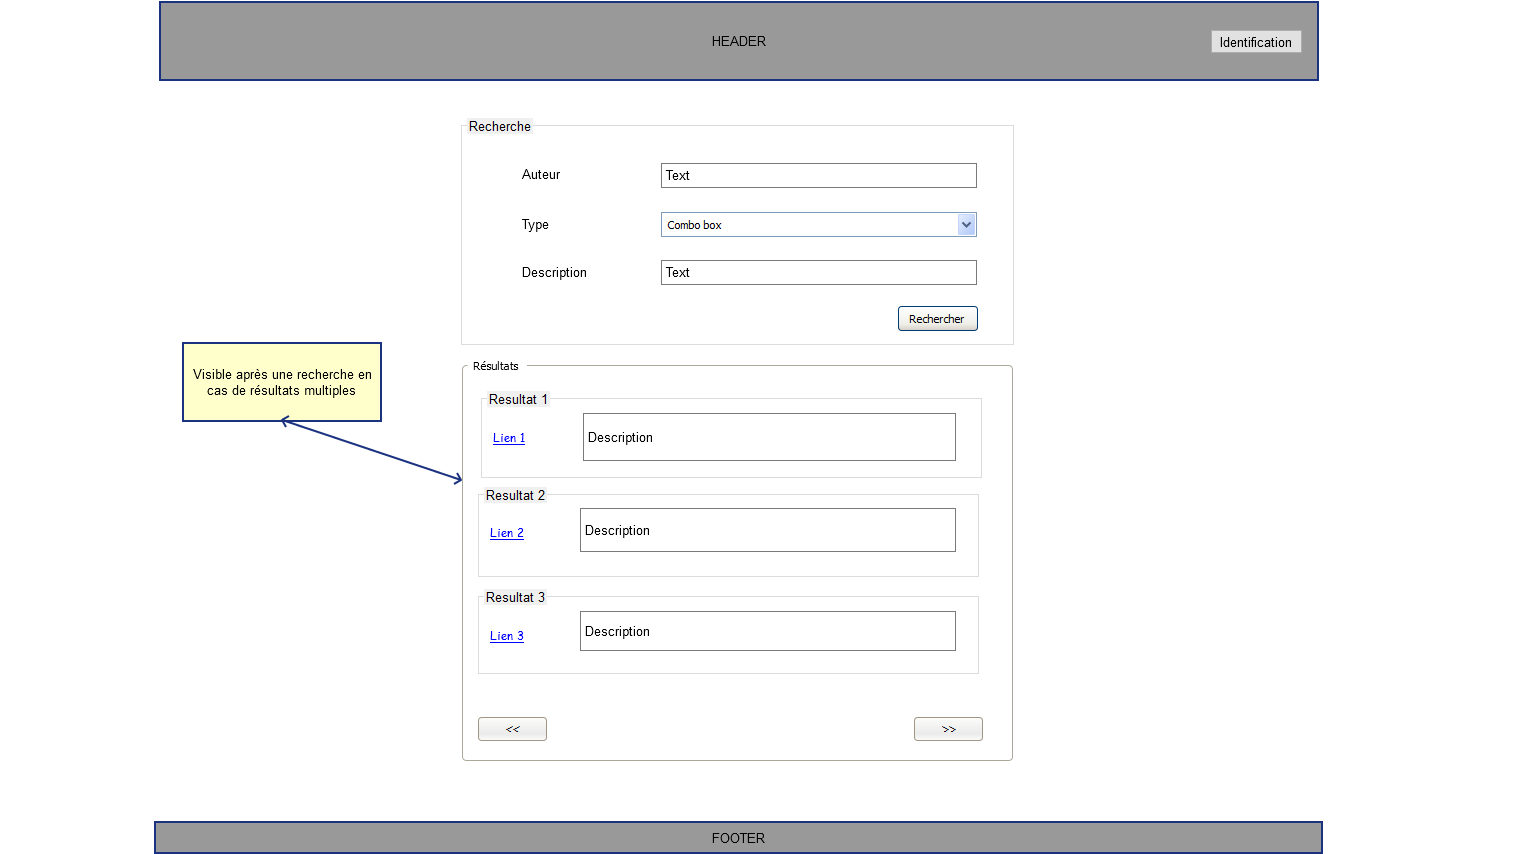 HEADER
Identification
Recherche
Auteur
Text
Type
Combo box
Description
Text
Rechercher
Visible après une recherche en
cas de résultats multiples
Résultats
Resultat 1
Lien 1
Description
Resultat 2
Lien 2
Description
Resultat 3
Lien 3
Description
<<
>>
FOOTER